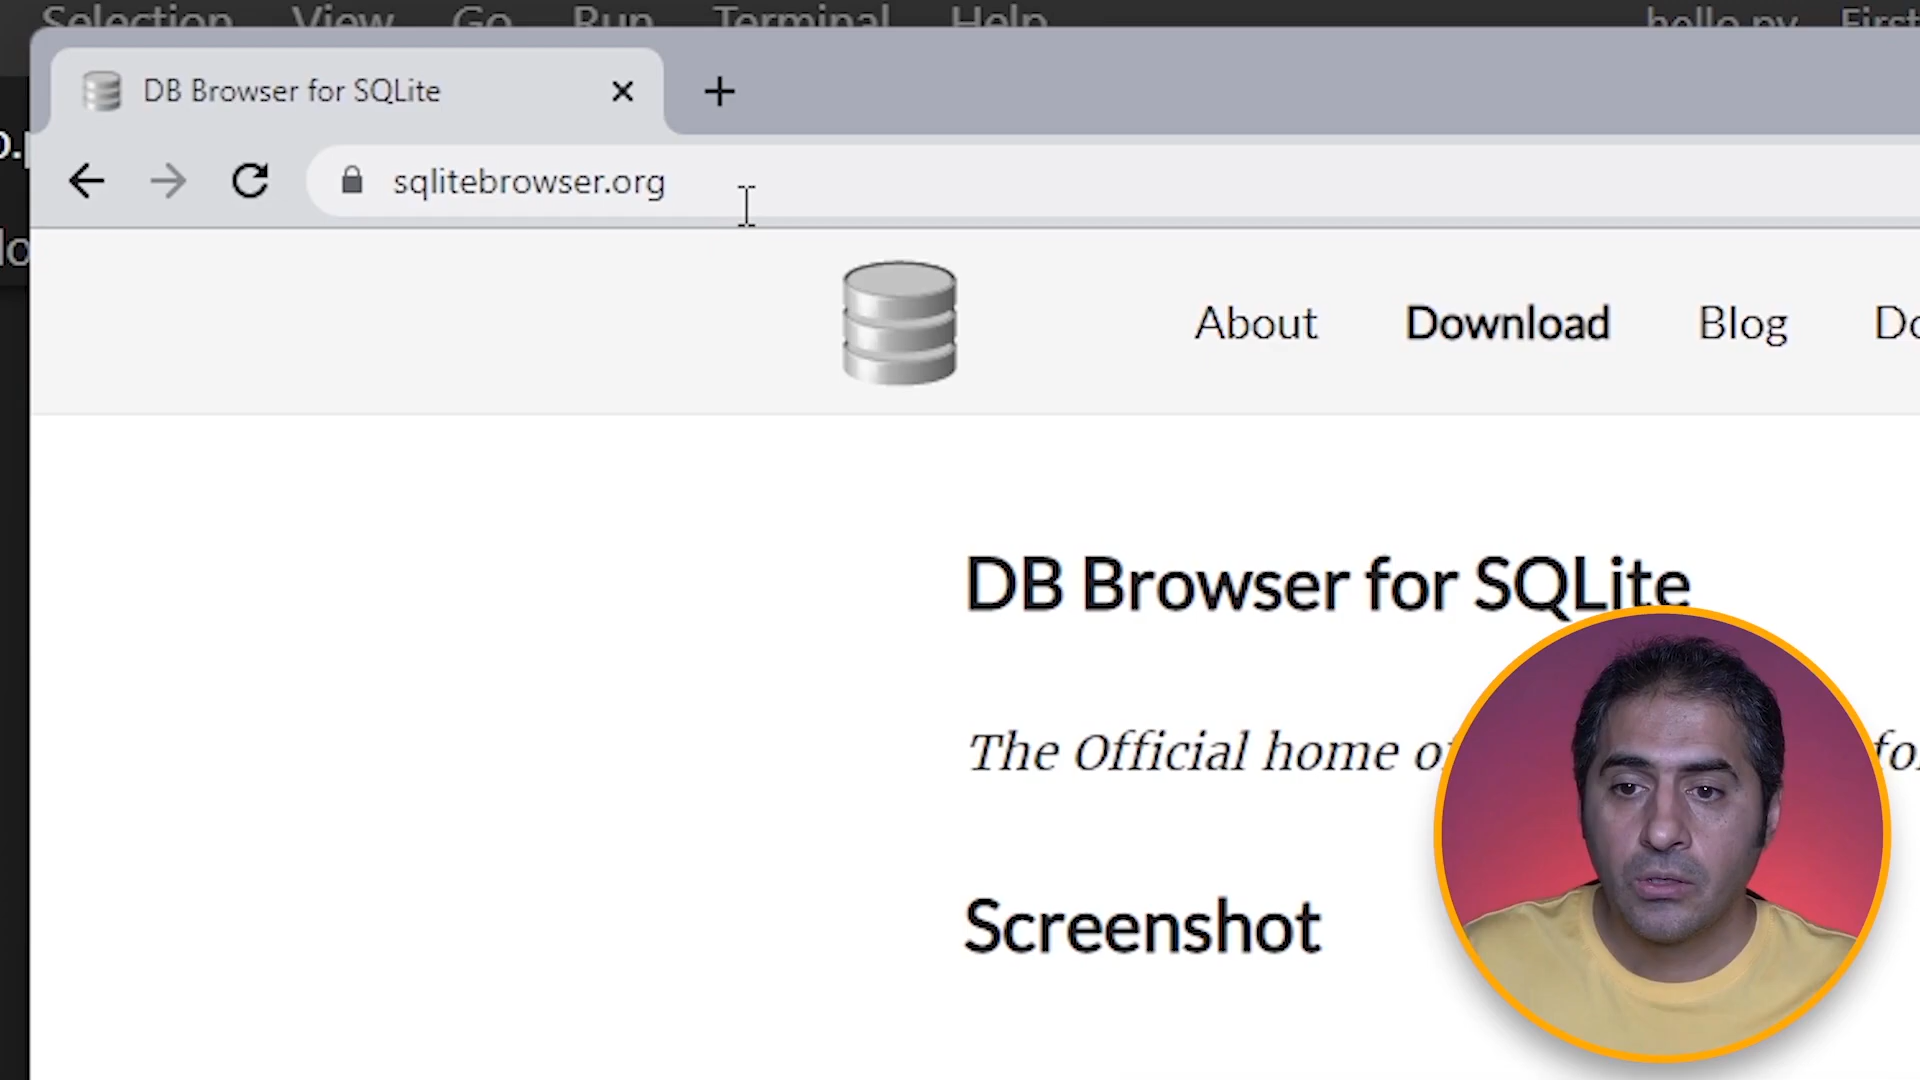 Selection View Go Run Terminal Help hello.py First
DB Browser for SQLite
sqlitebrowser.org
About Download Blog Do
DB Browser for SQLite
The Official home o
Screenshot